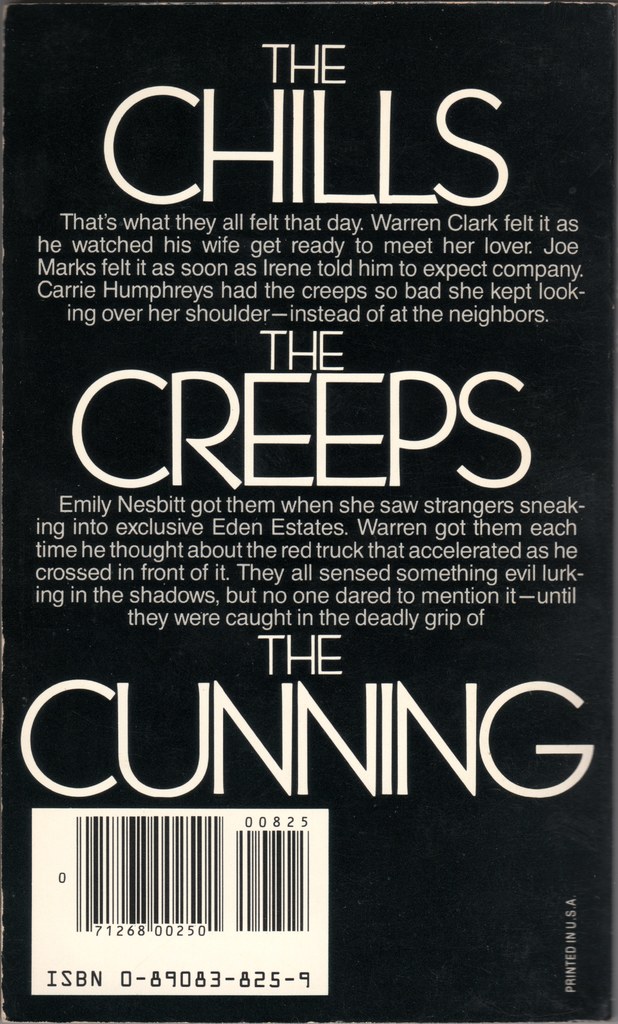 THE
CHILLS
That's what they all felt that day. Warren Clark felt it as
he watched his wife get ready to meet her lover. Joe
Marks felt it as soon as Irene told him to expect company.
Carrie Humphreys had the creeps so bad she kept look-
ing over her shoulder—instead of at the neighbors.
THE
CREEPS
Emily Nesbitt got them when she saw strangers sneak-
ing into exclusive Eden Estates. Warren got them each
time he thought about the red truck that accelerated as he
crossed in front of it. They all sensed something evil lurk-
ing in the shadows, but no one dared to mention it—until
they were caught in the deadly grip of
THE
CUNNING
00825
0
71268 00250
ISBN 0-89083-825-9
PRINTED IN U.S.A.